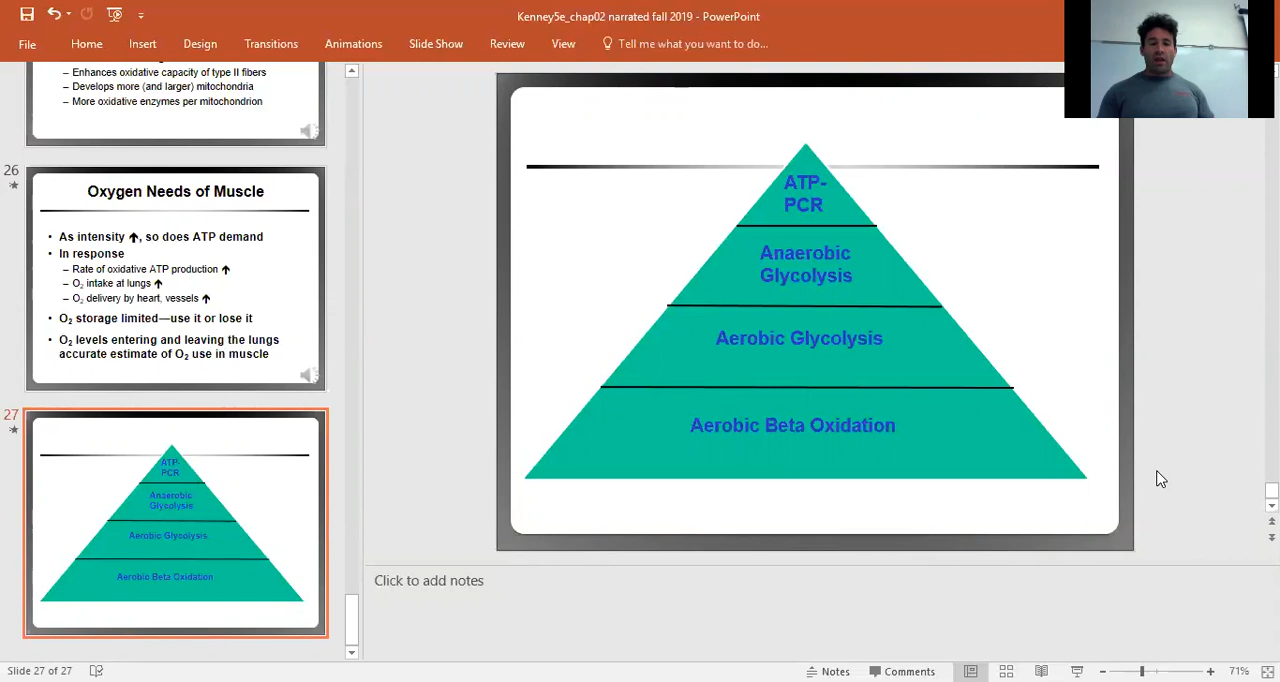 Kenney5e_chap02 narrated fall 2019 - PowerPoint
File Home Insert Design Transitions Animations Slide Show Review View Tell me what you want to do...
– Enhances oxidative capacity of type II fibers
– Develops more (and larger) mitochondria
– More oxidative enzymes per mitochondrion
26
Oxygen Needs of Muscle
• As intensity ↑, so does ATP demand
• In response
– Rate of oxidative ATP production ↑
– O₂ intake at lungs ↑
– O₂ delivery by heart, vessels ↑
• O₂ storage limited—use it or lose it
• O₂ levels entering and leaving the lungs
accurate estimate of O₂ use in muscle
27
ATP-
PCR
Anaerobic
Glycolysis
Aerobic Glycolysis
Aerobic Beta Oxidation
ATP-
PCR
Anaerobic
Glycolysis
Aerobic Glycolysis
Aerobic Beta Oxidation
Click to add notes
Slide 27 of 27 Notes Comments 71%